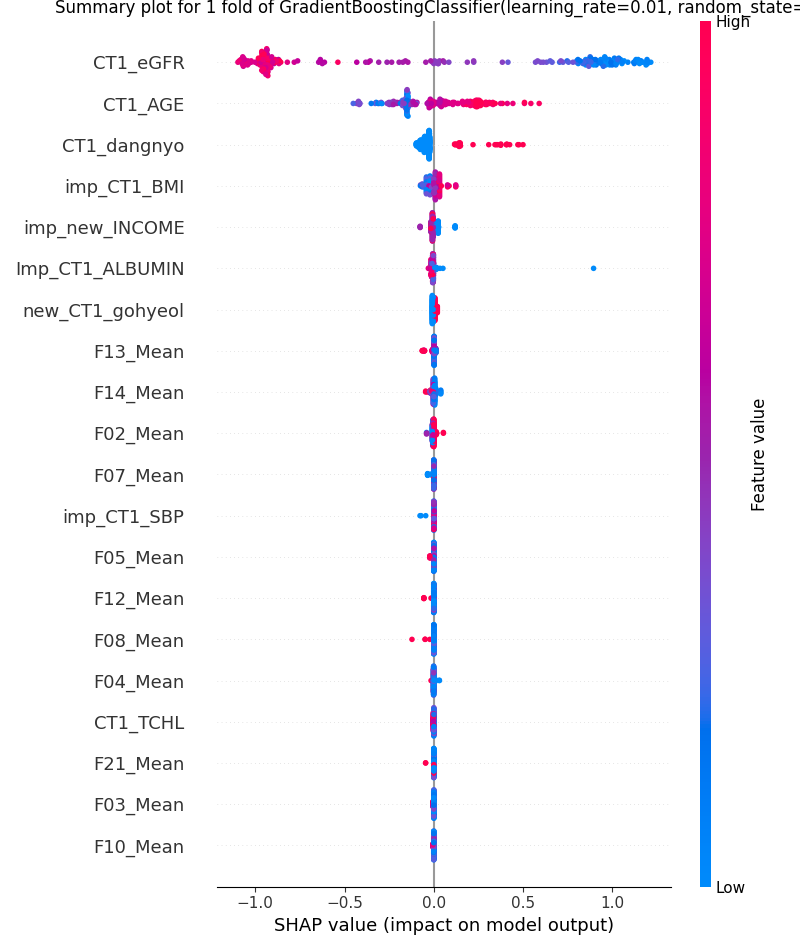 Summary plot for 1 fold of GradientBoostingClassifier(learning_rate=0.01, random_state=
High
CT1_eGFR
CT1_AGE
CT1_dangnyo
imp_CT1_BMI
imp_new_INCOME
Imp_CT1_ALBUMIN
new_CT1_gohyeol
F13_Mean
F14_Mean
F02_Mean
F07_Mean
imp_CT1_SBP
F05_Mean
F12_Mean
F08_Mean
F04_Mean
CT1_TCHL
F21_Mean
F03_Mean
F10_Mean
Feature value
Low
−1.0 −0.5 0.0 0.5 1.0
SHAP value (impact on model output)